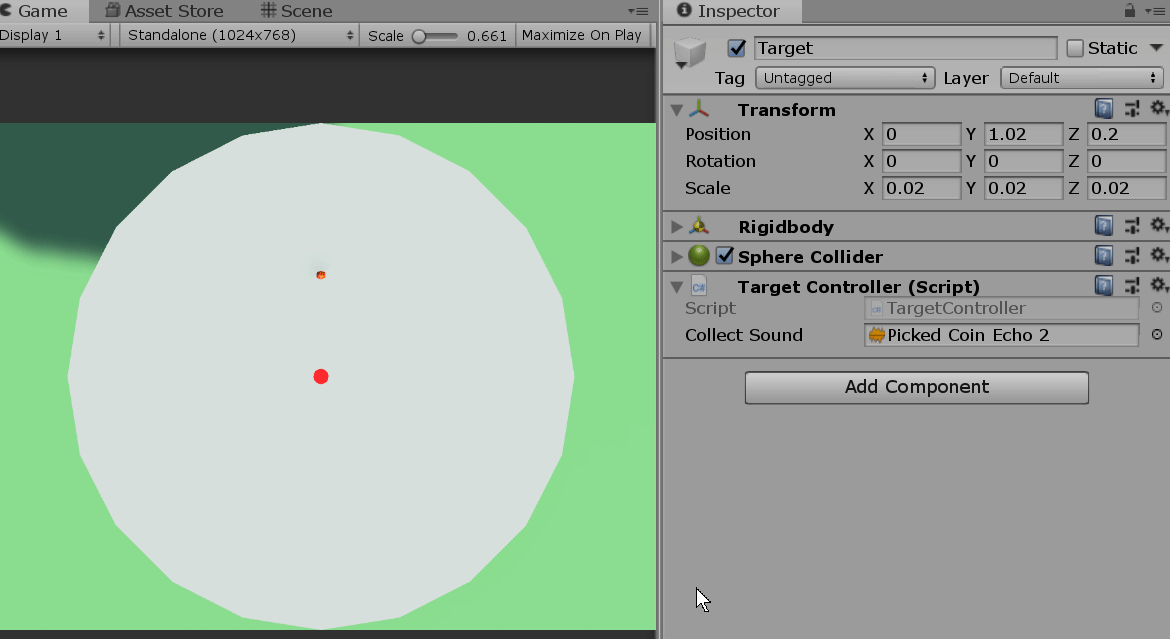 Game Asset Store Scene
Display 1 Standalone (1024x768) Scale 0.661 Maximize On Play
Inspector
Target Static
Tag Untagged Layer Default
Transform
Position X 0 Y 1.02 Z 0.2
Rotation X 0 Y 0 Z 0
Scale X 0.02 Y 0.02 Z 0.02
Rigidbody
Sphere Collider
C# Target Controller (Script)
Script TargetController
Collect Sound Picked Coin Echo 2
Add Component